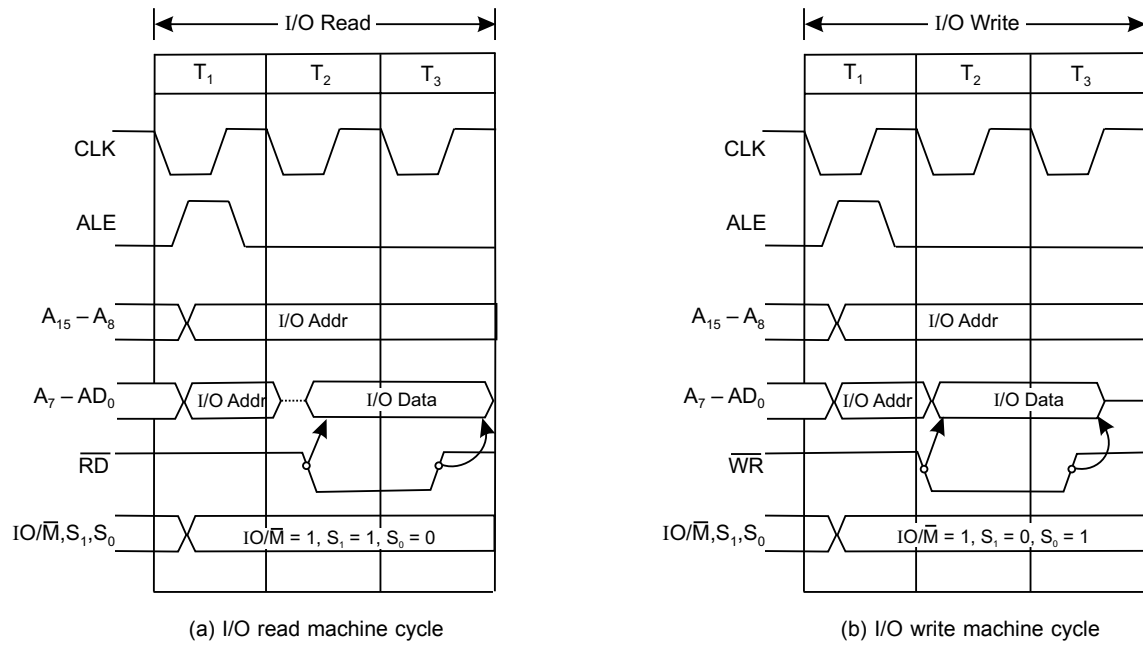 I/O Read
T₁ T₂ T₃
CLK
ALE
A₁₅ – A₈
I/O Addr
A₇ – AD₀
I/O Addr
I/O Data
R̅D̅
IO/M̅,S₁,S₀
IO/M̅ = 1, S₁ = 1, S₀ = 0
(a) I/O read machine cycle
I/O Write
T₁ T₂ T₃
CLK
ALE
A₁₅ – A₈
I/O Addr
A₇ – AD₀
I/O Addr
I/O Data
W̅R̅
IO/M̅,S₁,S₀
IO/M̅ = 1, S₁ = 0, S₀ = 1
(b) I/O write machine cycle